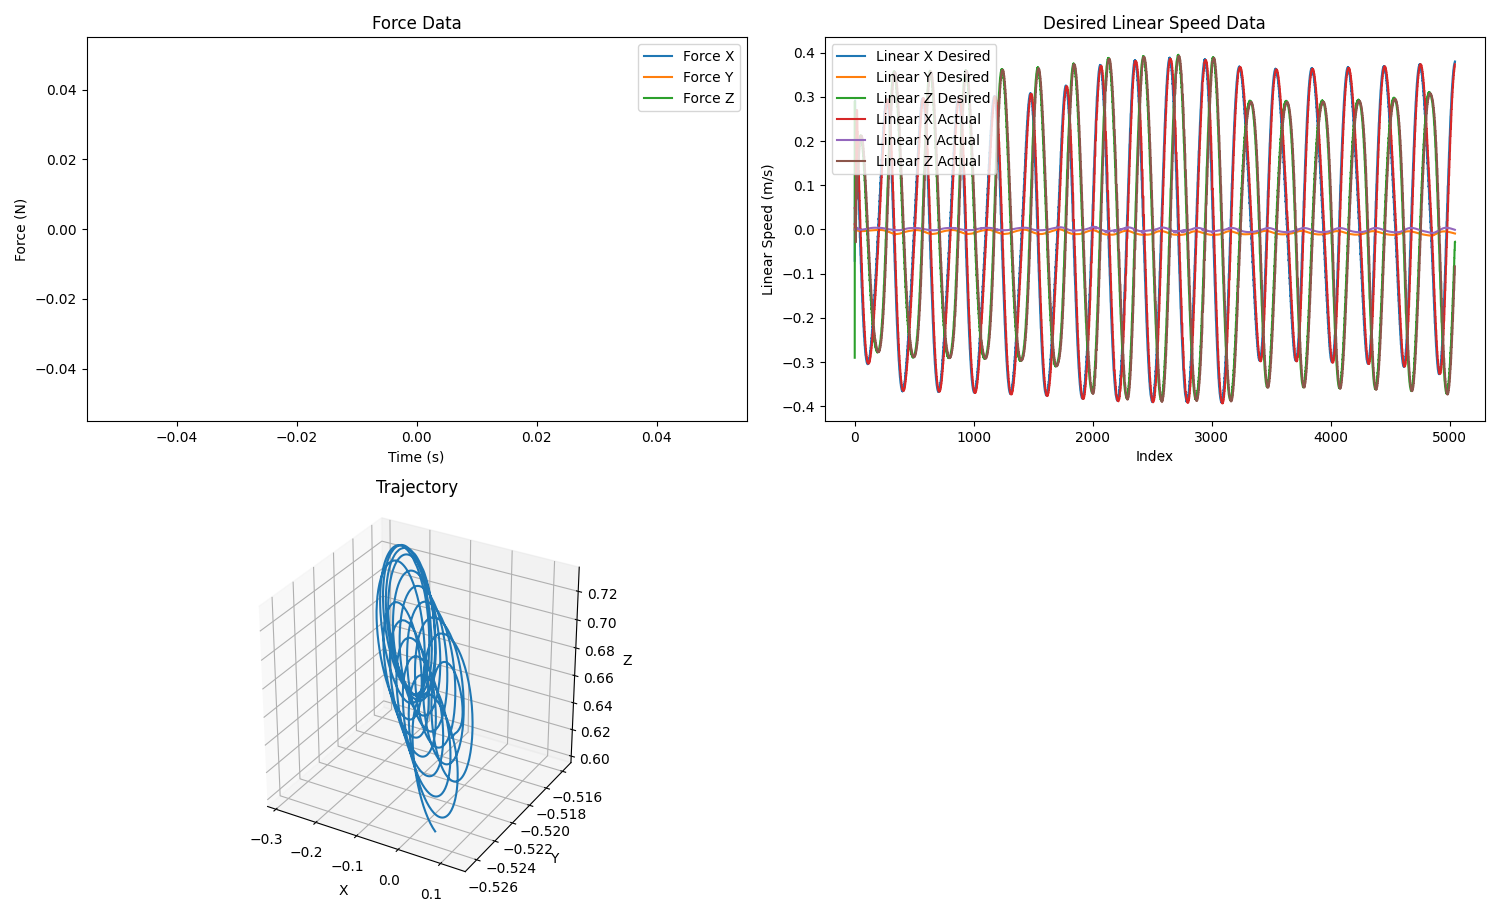 Force Data
Force X
Force Y
Force Z
0.04
0.02
0.00
−0.02
−0.04
Force (N)
−0.04
−0.02
0.00
0.02
0.04
Time (s)
Desired Linear Speed Data
Linear X Desired
Linear Y Desired
Linear Z Desired
Linear X Actual
Linear Y Actual
Linear Z Actual
0.4
0.3
0.2
0.1
0.0
−0.1
−0.2
−0.3
−0.4
Linear Speed (m/s)
0
1000
2000
3000
4000
5000
Index
Trajectory
0.72
0.70
0.68
0.66
0.64
0.62
0.60
Z
−0.516
−0.518
−0.520
−0.522
−0.524
−0.526
Y
−0.3
−0.2
−0.1
0.0
0.1
X